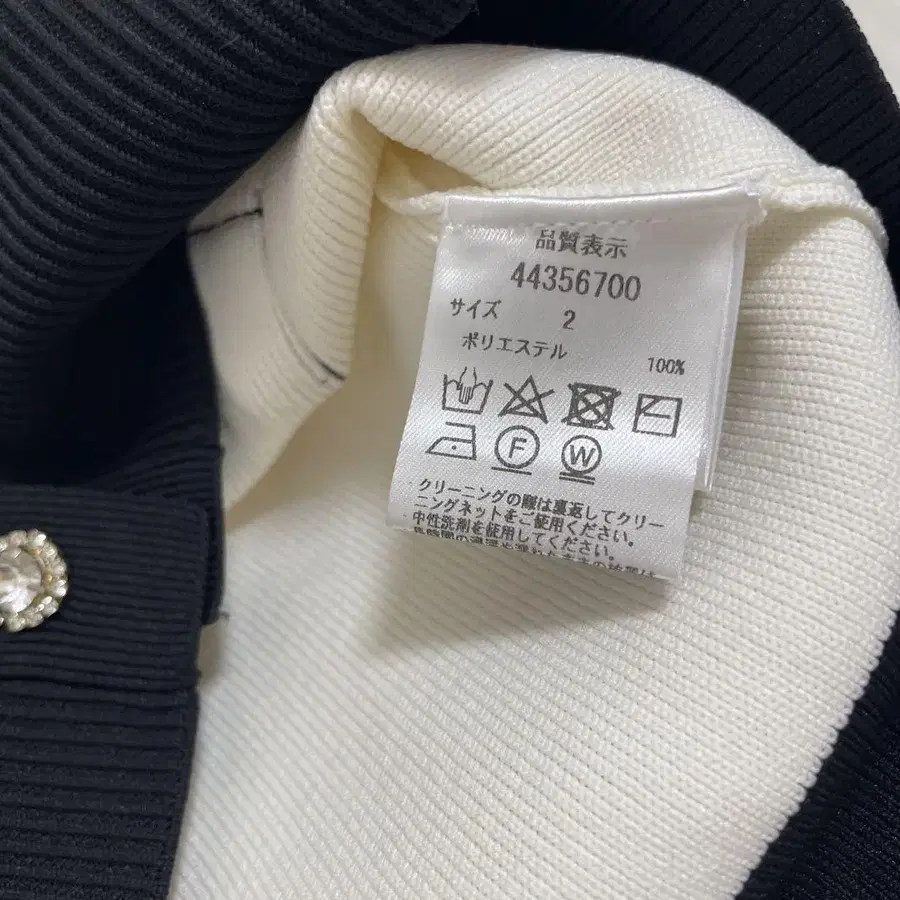 品質表示
44356700
サイズ 2
ポリエステル 100%
F W
クリーニングの際は裏返してクリー
ニングネットをご使用ください。
中性洗剤を使用してください。